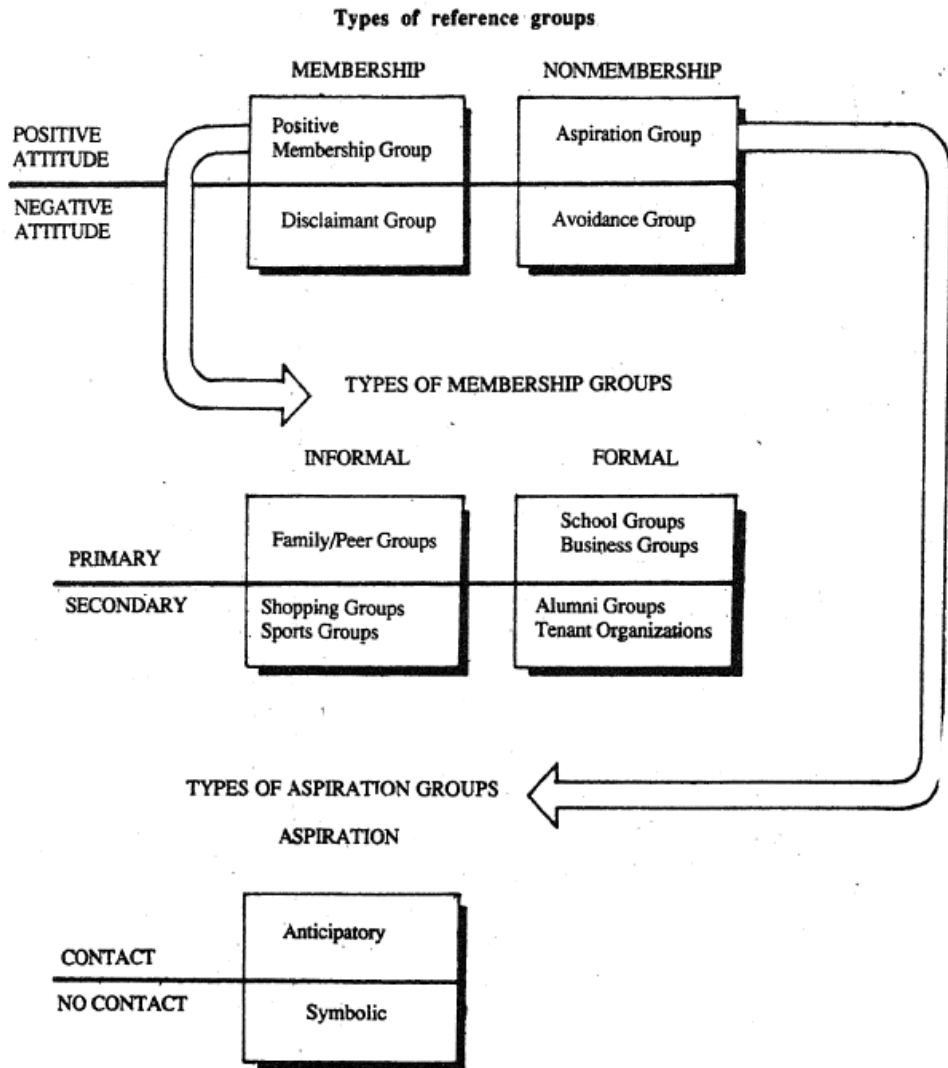 Types of reference groups
MEMBERSHIP NONMEMBERSHIP
POSITIVE
ATTITUDE
Positive
Membership Group
Aspiration Group
NEGATIVE
ATTITUDE
Disclaimant Group
Avoidance Group
TYPES OF MEMBERSHIP GROUPS
INFORMAL FORMAL
PRIMARY
Family/Peer Groups
School Groups
Business Groups
SECONDARY
Shopping Groups
Sports Groups
Alumni Groups
Tenant Organizations
TYPES OF ASPIRATION GROUPS
ASPIRATION
CONTACT
Anticipatory
NO CONTACT
Symbolic